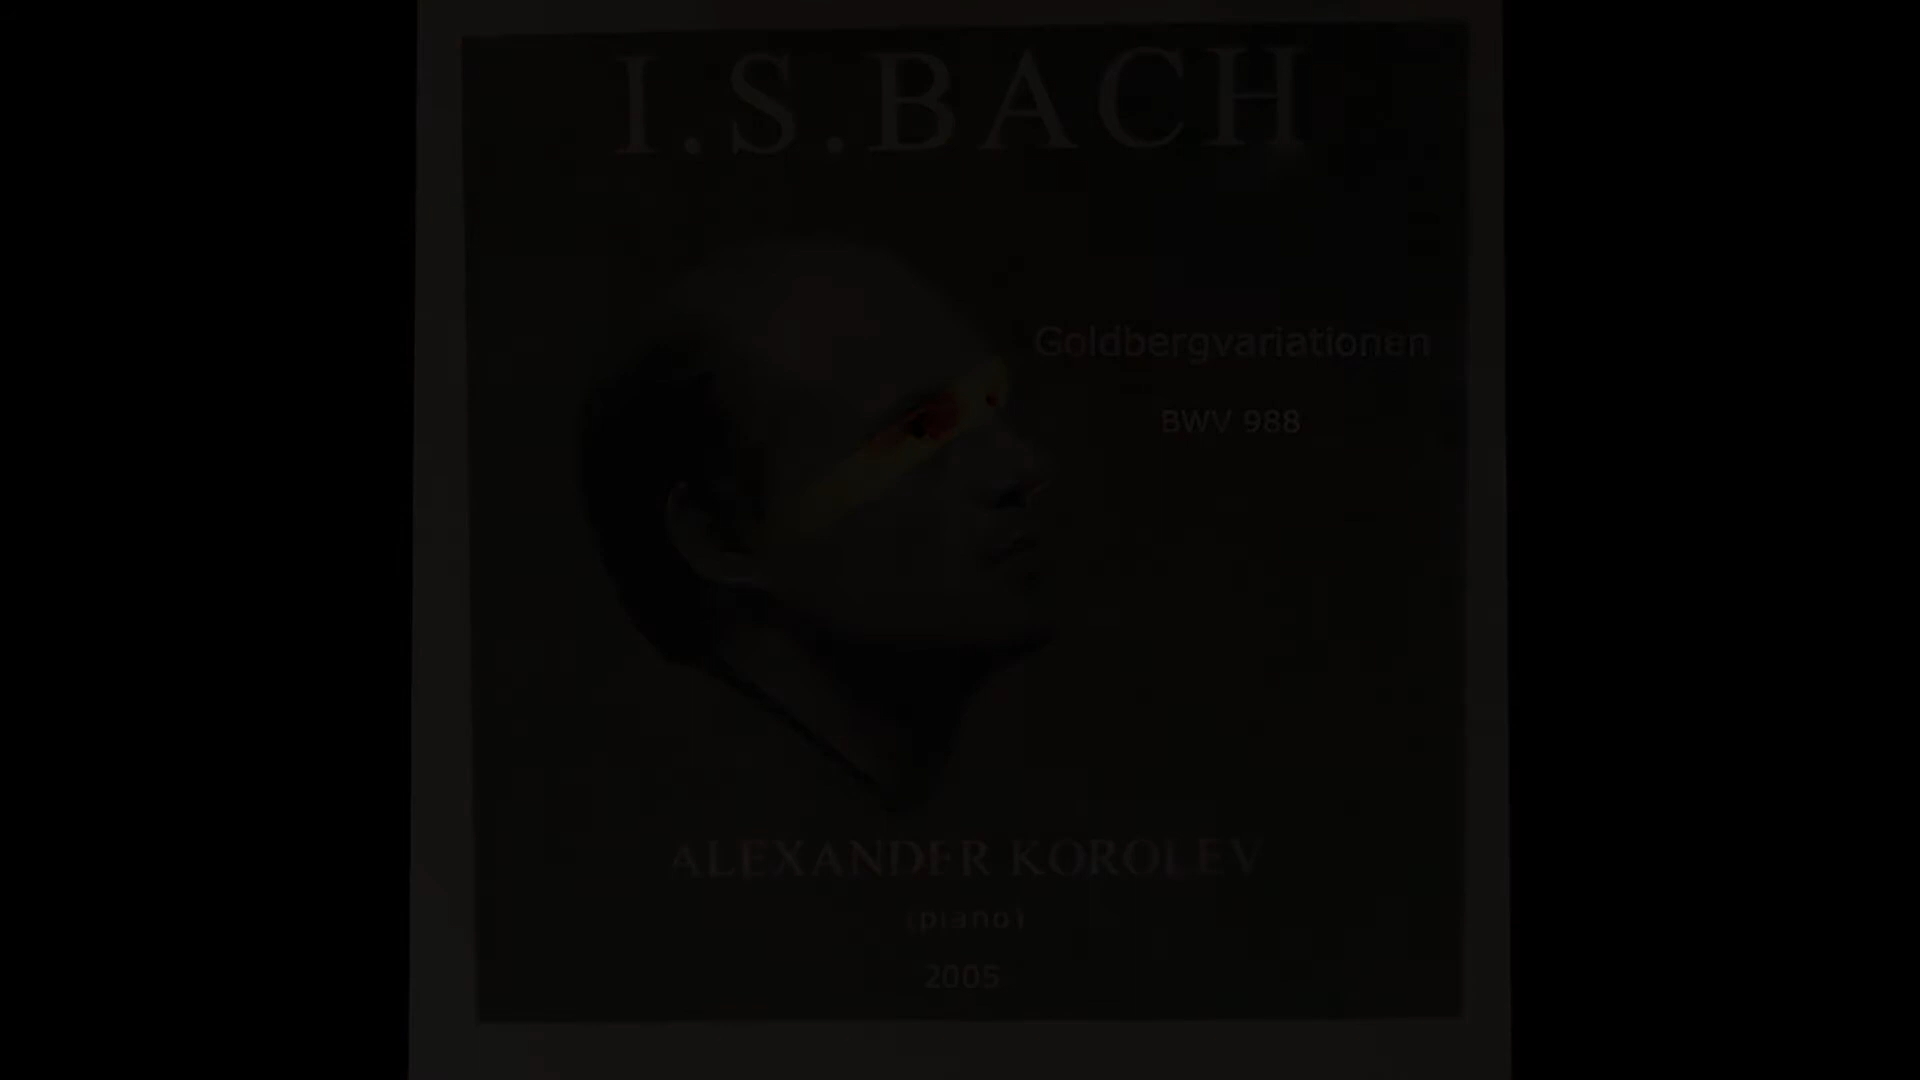 I.S.BACH
Goldbergvariationen
BWV 988
ALEXANDER KOROLEV
(piano)
2005